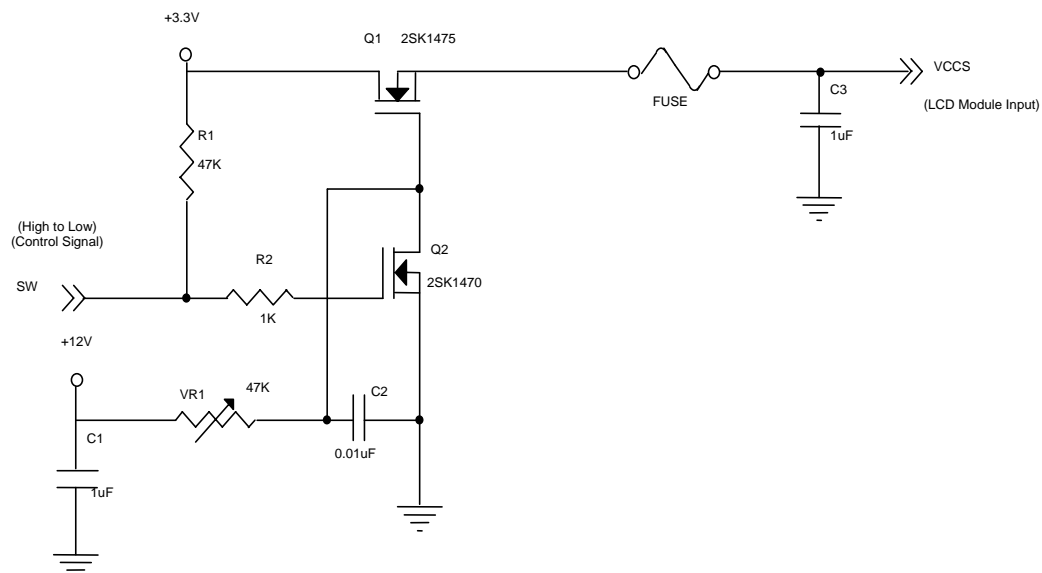 +3.3V
Q1 2SK1475
VCCS
FUSE
C3
(LCD Module Input)
1uF
R1
47K
(High to Low)
(Control Signal)
SW
R2
1K
Q2
2SK1470
+12V
VR1
47K
C2
0.01uF
C1
1uF